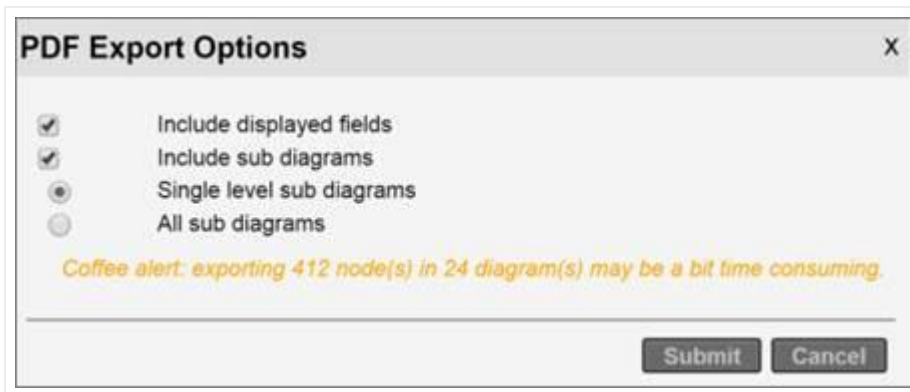 PDF Export Options X
Include displayed fields
Include sub diagrams
Single level sub diagrams
All sub diagrams
Coffee alert: exporting 412 node(s) in 24 diagram(s) may be a bit time consuming.
Submit Cancel